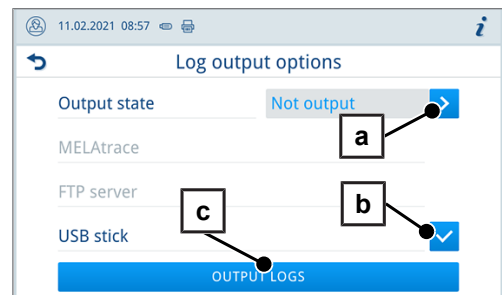 11.02.2021 08:57 i
Log output options
Output state Not output
a
MELAtrace
FTP server
c b
USB stick
OUTPUT LOGS